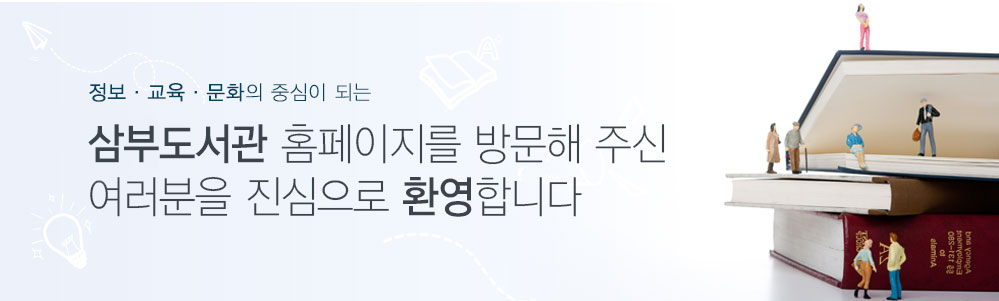 정보 · 교육 · 문화의 중심이 되는
삼부도서관 홈페이지를 방문해 주신
여러분을 진심으로 환영합니다
A